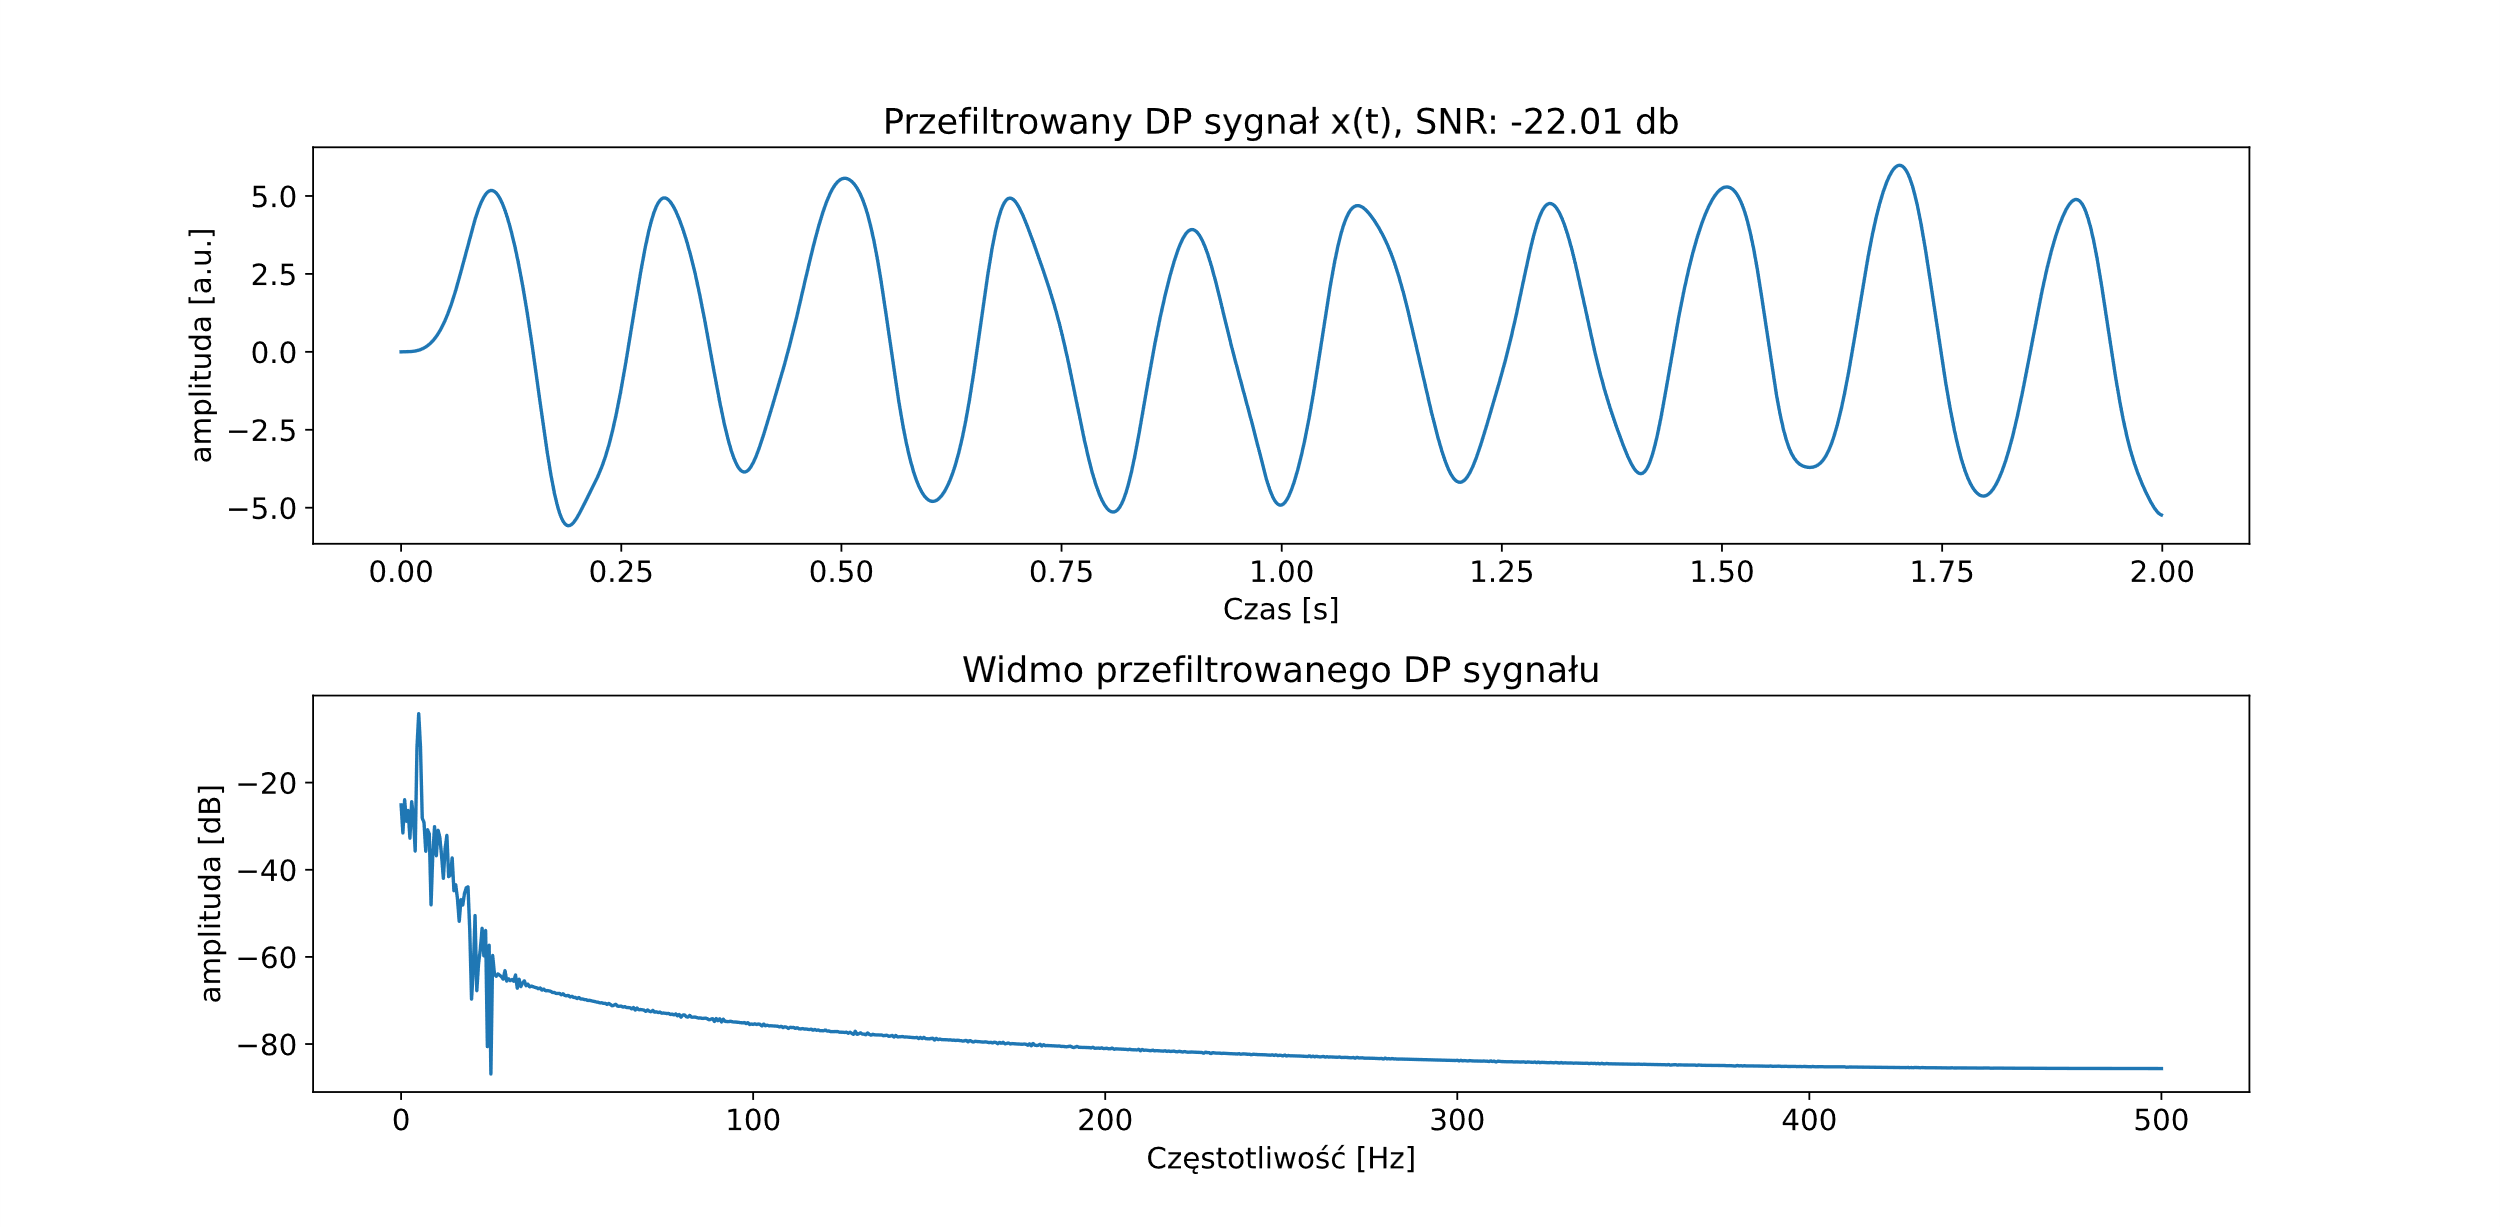 Przefiltrowany DP sygnał x(t), SNR: -22.01 db
amplituda [a.u.]
5.0
2.5
0.0
−2.5
−5.0
0.00 0.25 0.50 0.75 1.00 1.25 1.50 1.75 2.00
Czas [s]
Widmo przefiltrowanego DP sygnału
amplituda [dB]
−20
−40
−60
−80
0 100 200 300 400 500
Częstotliwość [Hz]